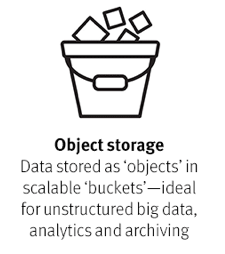 Object storage
Data stored as ‘objects’ in
scalable ‘buckets’—ideal
for unstructured big data,
analytics and archiving